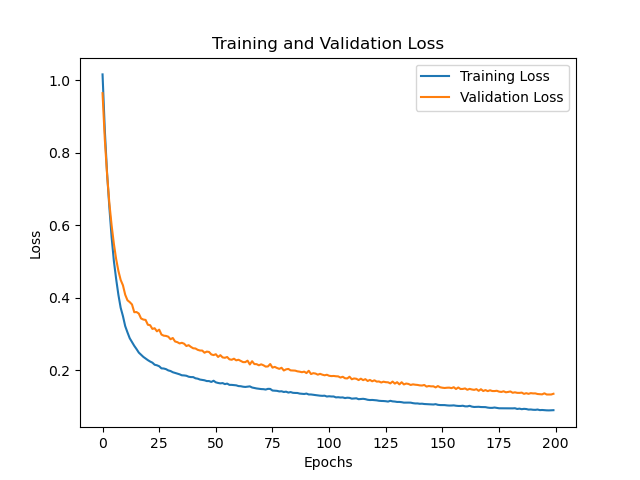 Training and Validation Loss
Training Loss
Validation Loss
1.0
0.8
0.6
0.4
0.2
Loss
0 25 50 75 100 125 150 175 200
Epochs